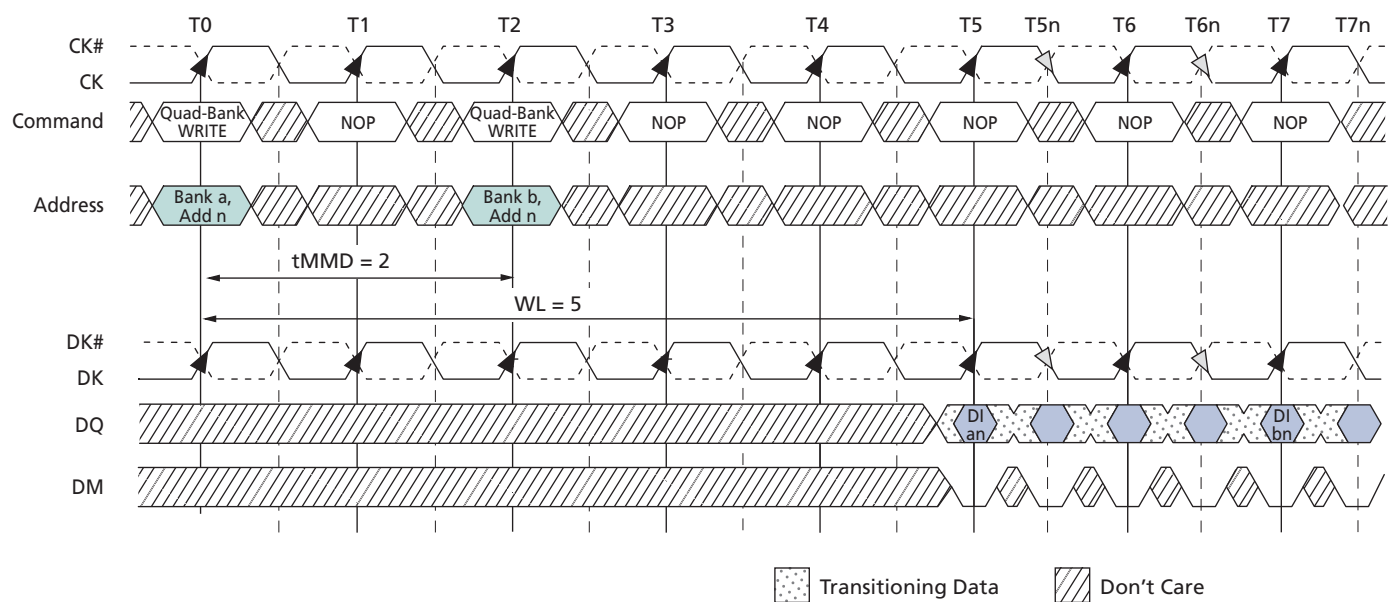 T0 T1 T2 T3 T4 T5 T5n T6 T6n T7 T7n
CK#
CK
Command
Quad-Bank
WRITE
NOP
Quad-Bank
WRITE
NOP
NOP
NOP
NOP
NOP
Address
Bank a,
Add n
Bank b,
Add n
tMMD = 2
WL = 5
DK#
DK
DQ
DI
an
DI
bn
DM
Transitioning Data
Don't Care